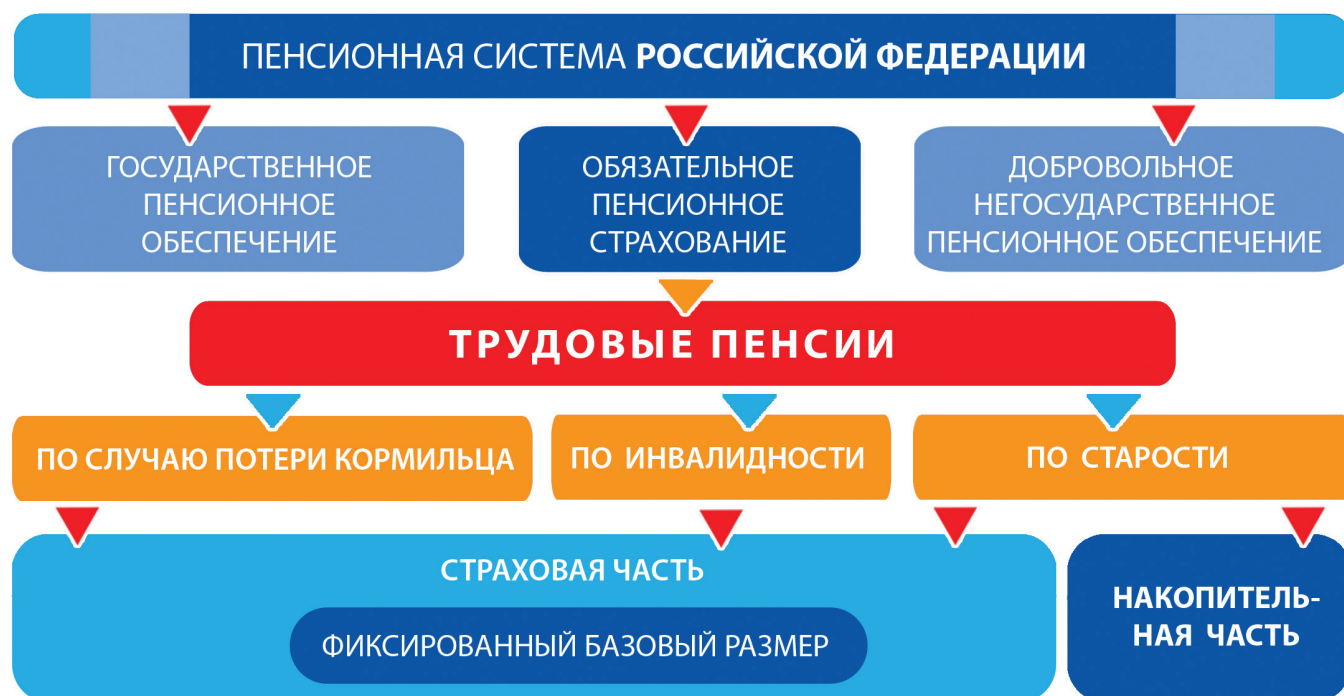 ПЕНСИОННАЯ СИСТЕМА РОССИЙСКОЙ ФЕДЕРАЦИИ
ГОСУДАРСТВЕННОЕ
ПЕНСИОННОЕ
ОБЕСПЕЧЕНИЕ
ОБЯЗАТЕЛЬНОЕ
ПЕНСИОННОЕ
СТРАХОВАНИЕ
ДОБРОВОЛЬНОЕ
НЕГОСУДАРСТВЕННОЕ
ПЕНСИОННОЕ ОБЕСПЕЧЕНИЕ
ТРУДОВЫЕ ПЕНСИИ
ПО СЛУЧАЮ ПОТЕРИ КОРМИЛЬЦА
ПО ИНВАЛИДНОСТИ
ПО СТАРОСТИ
СТРАХОВАЯ ЧАСТЬ
ФИКСИРОВАННЫЙ БАЗОВЫЙ РАЗМЕР
НАКОПИТЕЛЬ-
НАЯ ЧАСТЬ